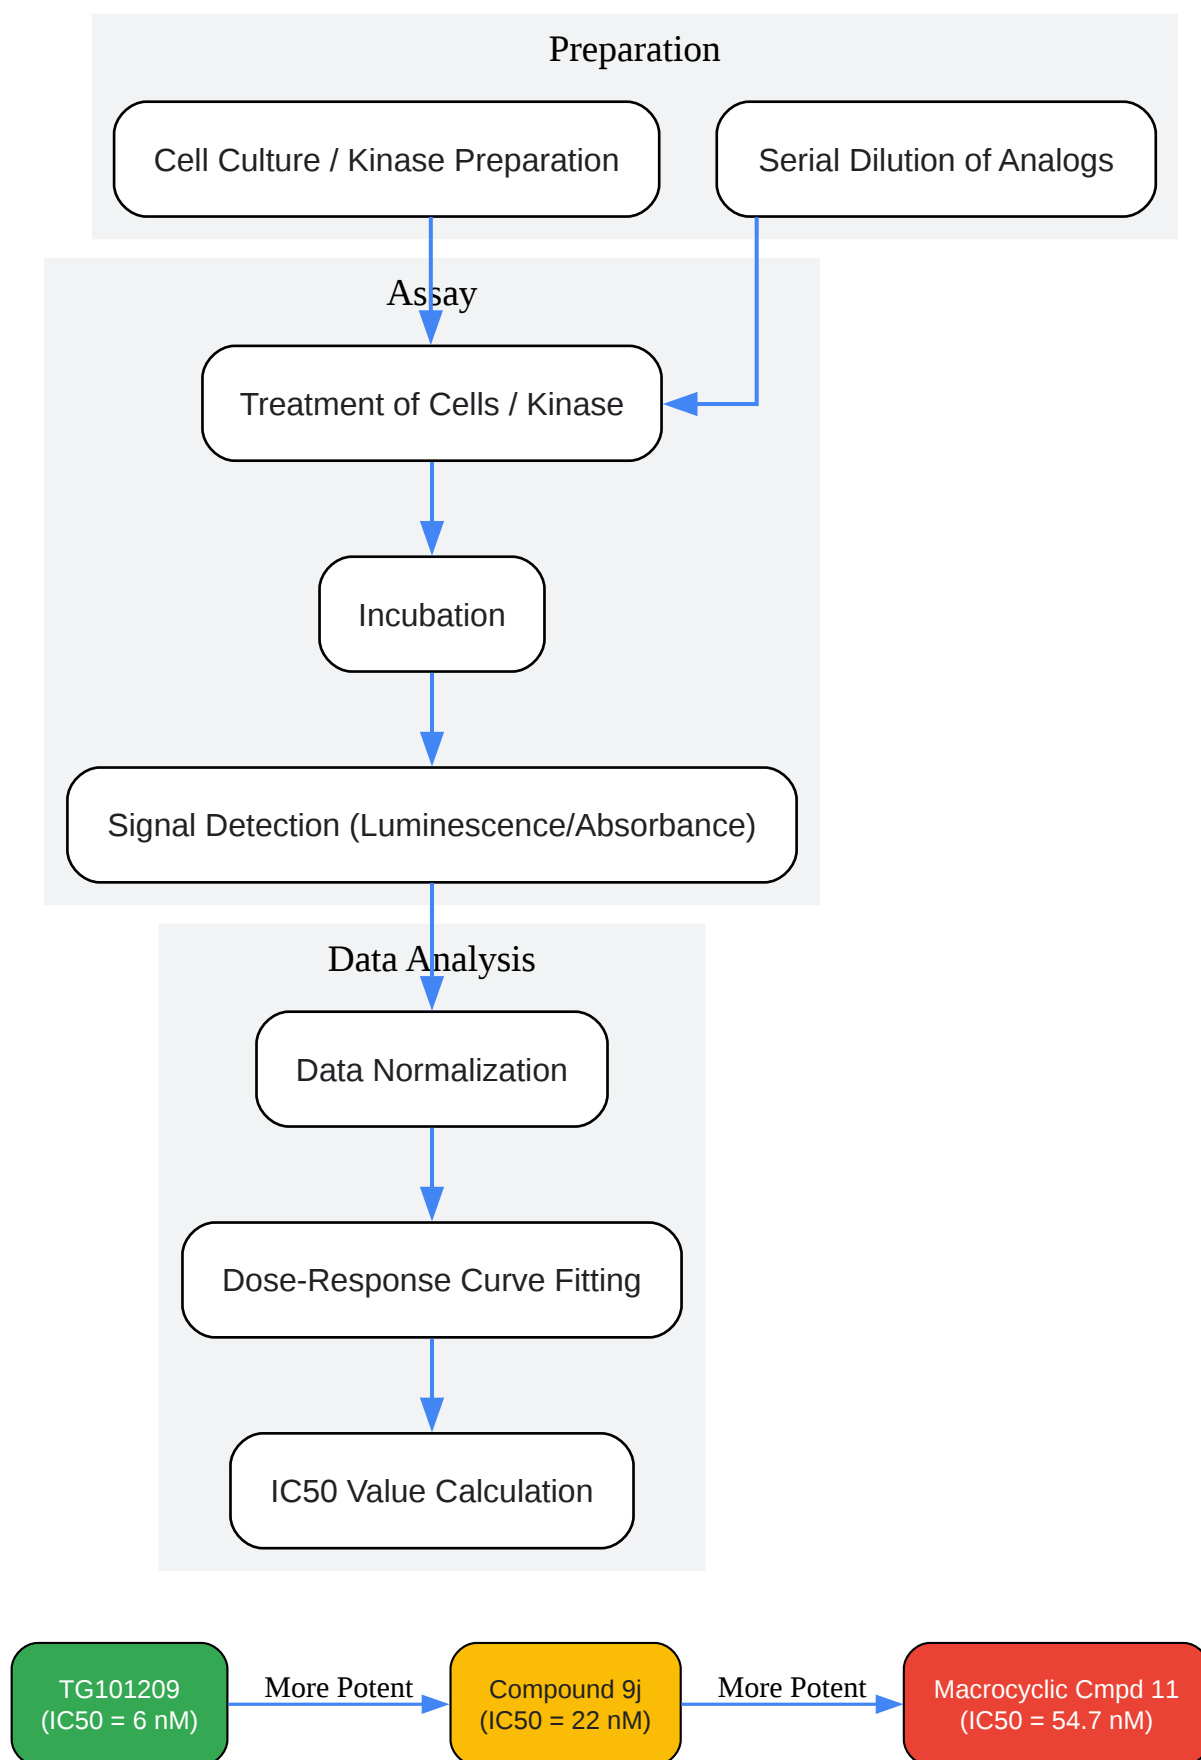 Preparation
Cell Culture / Kinase Preparation
Serial Dilution of Analogs
Assay
Treatment of Cells / Kinase
Incubation
Signal Detection (Luminescence/Absorbance)
Data Analysis
Data Normalization
Dose-Response Curve Fitting
IC50 Value Calculation
TG101209
(IC50 = 6 nM)
More Potent
Compound 9j
(IC50 = 22 nM)
More Potent
Macrocyclic Cmpd 11
(IC50 = 54.7 nM)